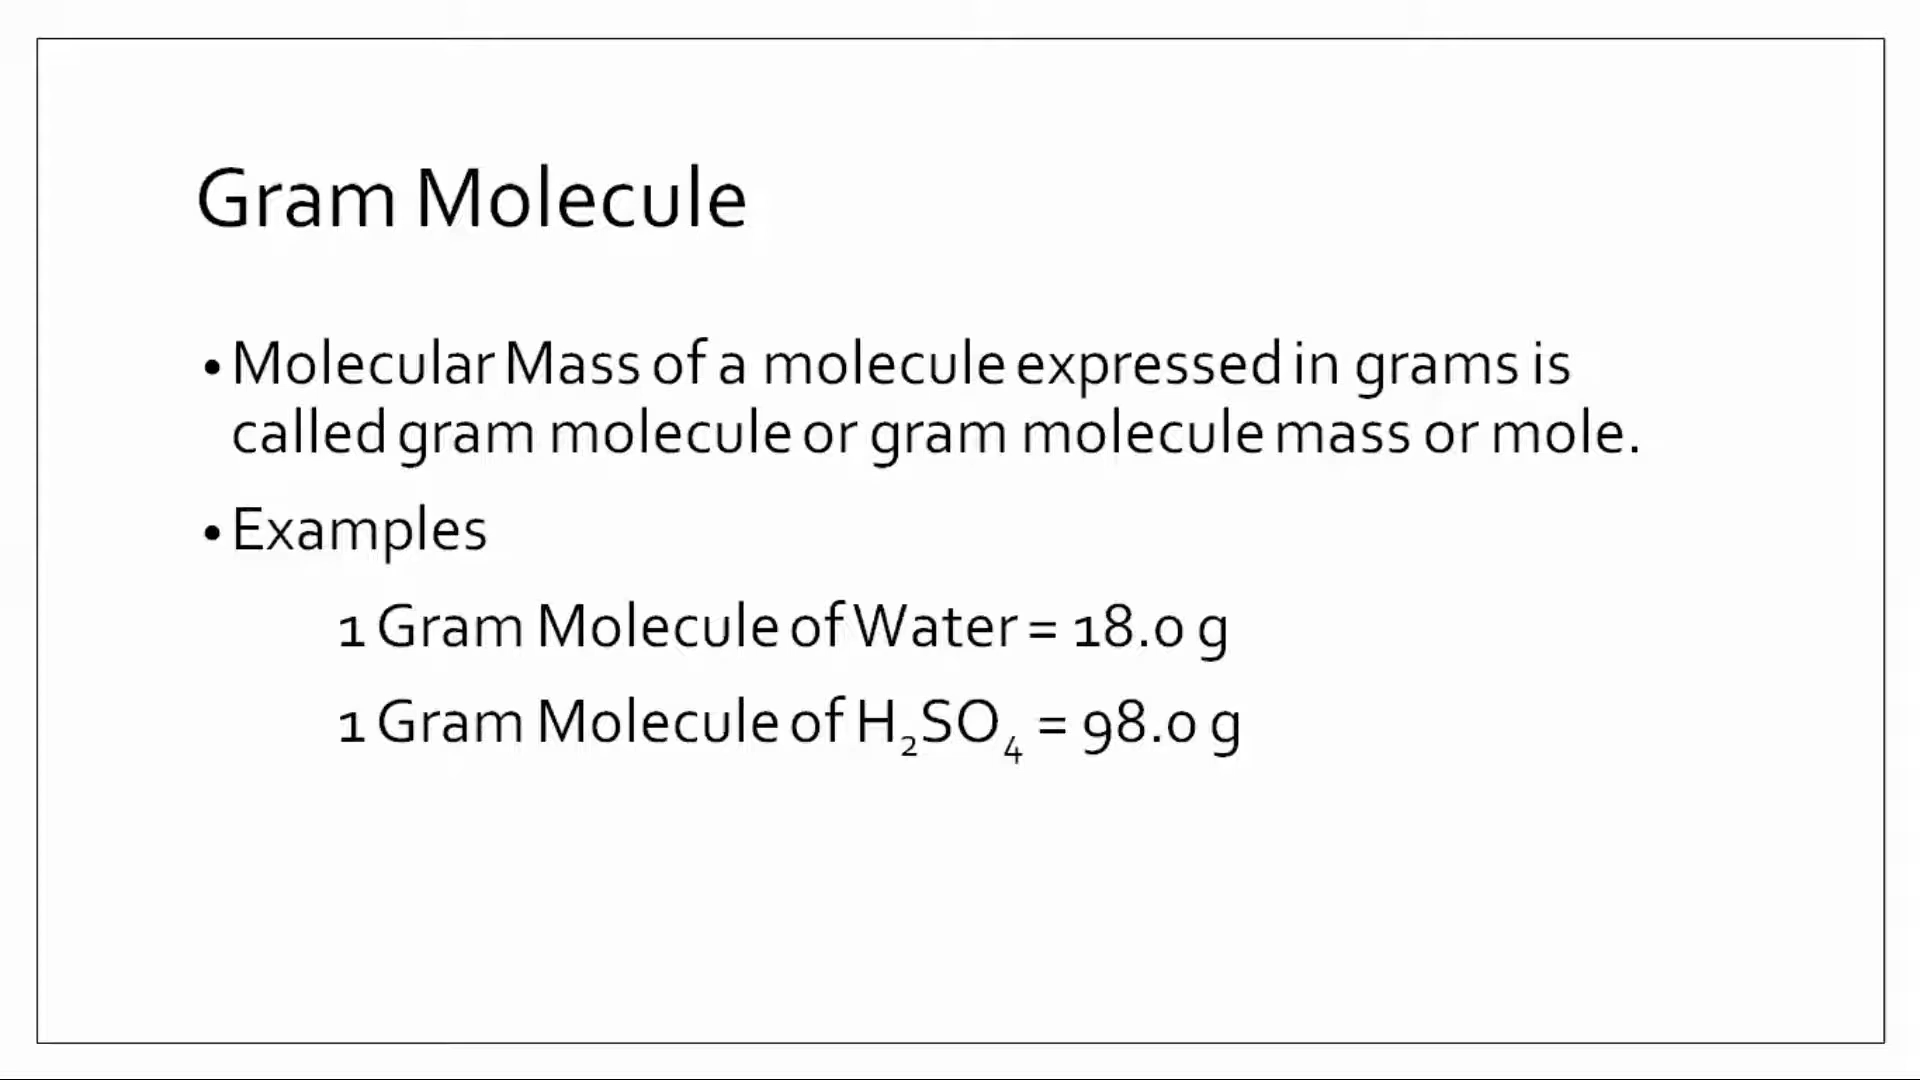 Gram Molecule
• Molecular Mass of a molecule expressed in grams is
called gram molecule or gram molecule mass or mole.
• Examples
1 Gram Molecule of Water = 18.0 g
1 Gram Molecule of H₂SO₄ = 98.0 g